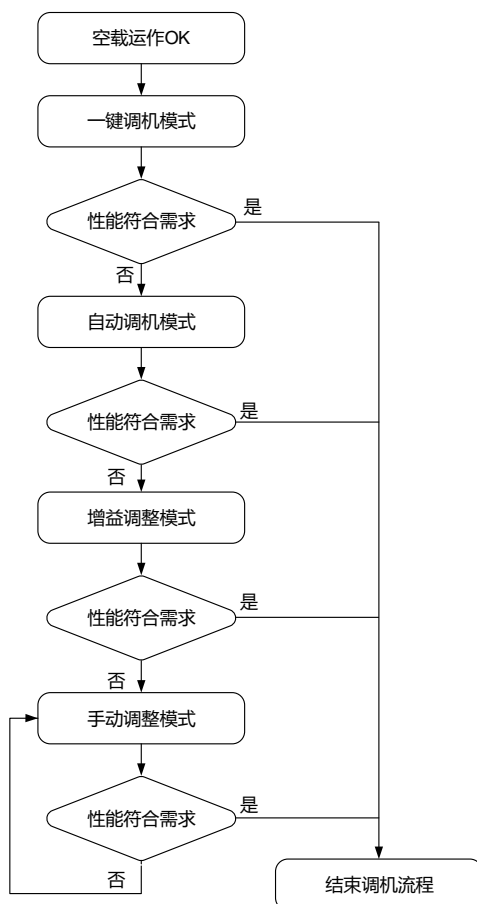 空载运作OK
一键调机模式
性能符合需求
是
否
自动调机模式
性能符合需求
是
否
增益调整模式
性能符合需求
是
否
手动调整模式
性能符合需求
是
否
结束调机流程